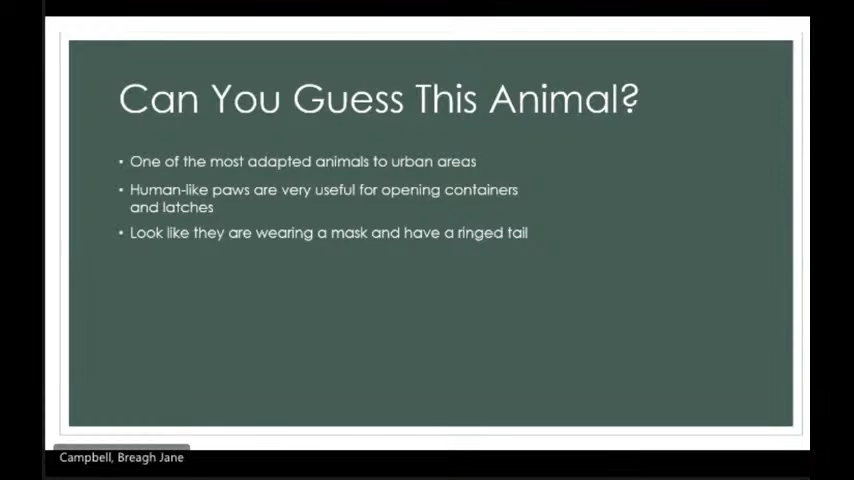 Can You Guess This Animal?
• One of the most adapted animals to urban areas
• Human-like paws are very useful for opening containers
and latches
• Look like they are wearing a mask and have a ringed tail
Campbell, Breagh Jane